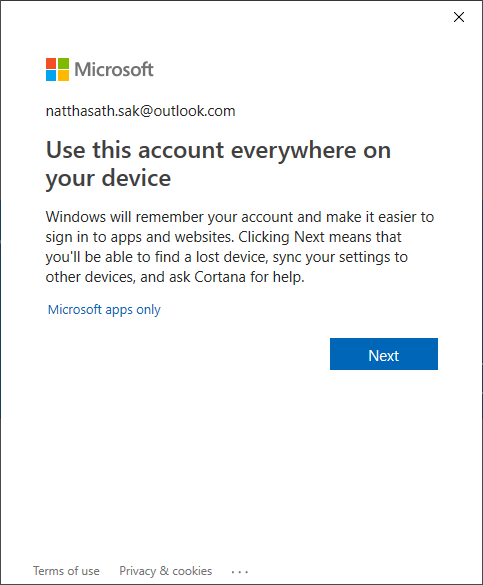 Microsoft
natthasath.sak@outlook.com
Use this account everywhere on
your device
Windows will remember your account and make it easier to
sign in to apps and websites. Clicking Next means that
you'll be able to find a lost device, sync your settings to
other devices, and ask Cortana for help.
Microsoft apps only
Next
Terms of use Privacy & cookies ...